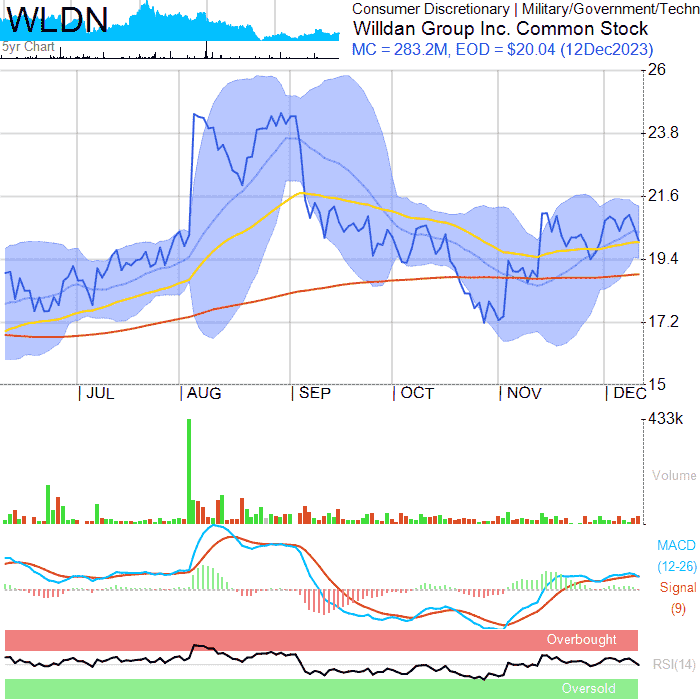 WLDN
5yr Chart
Consumer Discretionary | Military/Government/Techn
Willdan Group Inc. Common Stock
MC = 283.2M, EOD = $20.04 (12Dec2023)
26
23.8
21.6
19.4
17.2
15
JUL
AUG
SEP
OCT
NOV
DEC
433k
Volume
MACD
(12-26)
Signal
(9)
Overbought
RSI(14)
Oversold